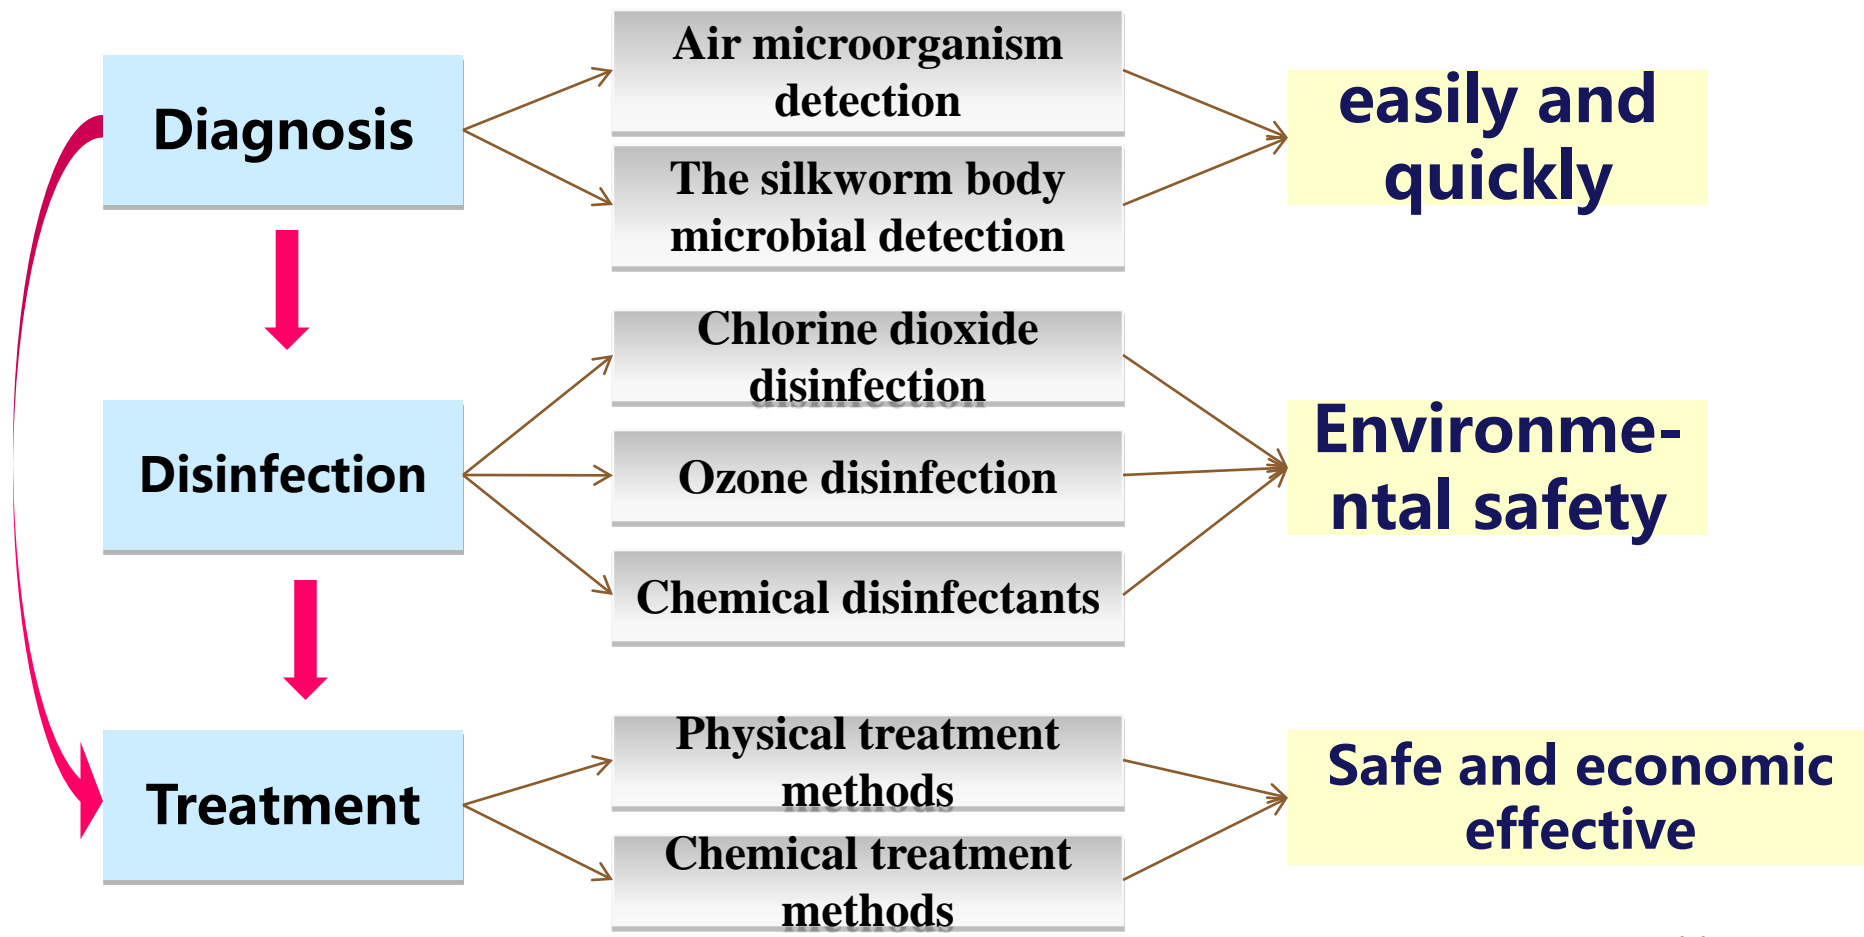 Diagnosis
Air microorganism
detection
The silkworm body
microbial detection
easily and
quickly
Disinfection
Chlorine dioxide
disinfection
Ozone disinfection
Chemical disinfectants
Environme-
ntal safety
Treatment
Physical treatment
methods
Chemical treatment
methods
Safe and economic
effective